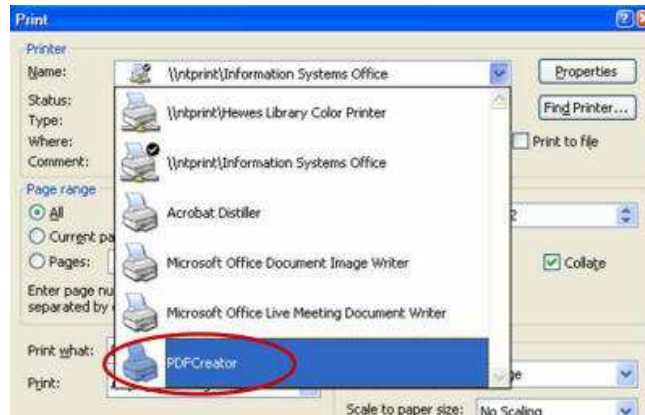 Print
Printer
Name: \\ntprint\Information Systems Office Properties
Status: \\ntprint\Hewes Library Color Printer Find Printer...
Type:
Where: Print to file
Comment: \\ntprint\Information Systems Office
Page range
All Acrobat Distiller 2
Current pa
Pages: Microsoft Office Document Image Writer Collate
Enter page nu
separated by Microsoft Office Live Meeting Document Writer
Print what: PDFCreator
Print:
Scale to paper size: No Scaling